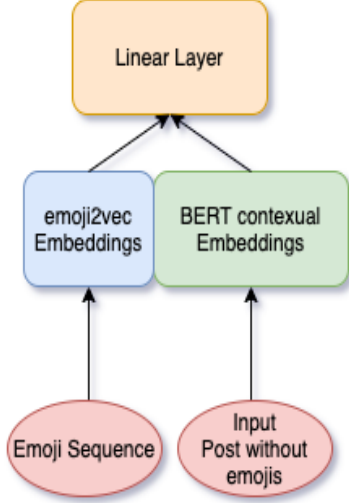 Linear Layer
emoji2vec
Embeddings
BERT contexual
Embeddings
Emoji Sequence
Input
Post without
emojis